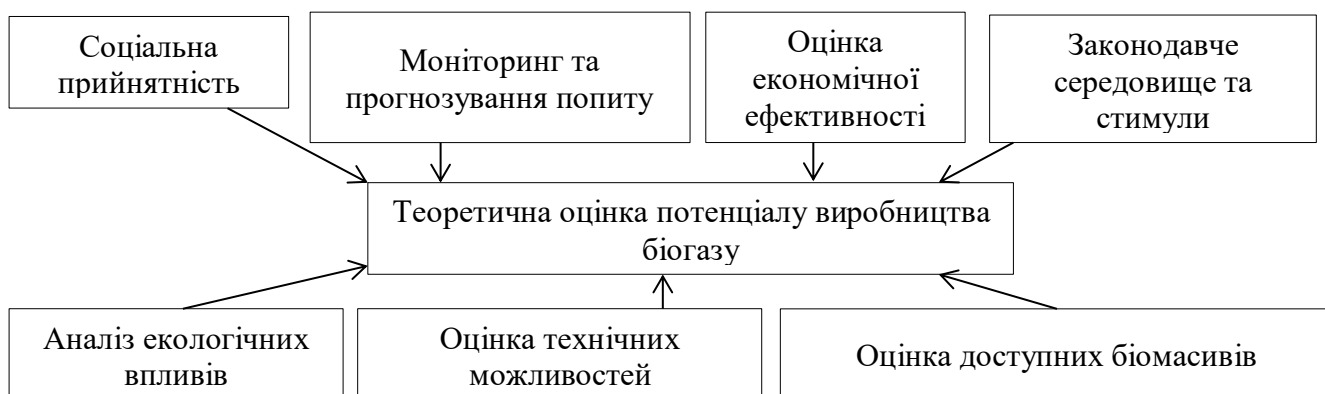 Соціальна
прийнятність
Моніторинг та
прогнозування попиту
Оцінка
економічної
ефективності
Законодавче
середовище та
стимули
Теоретична оцінка потенціалу виробництва
біогазу
Аналіз екологічних
впливів
Оцінка технічних
можливостей
Оцінка доступних біомасивів